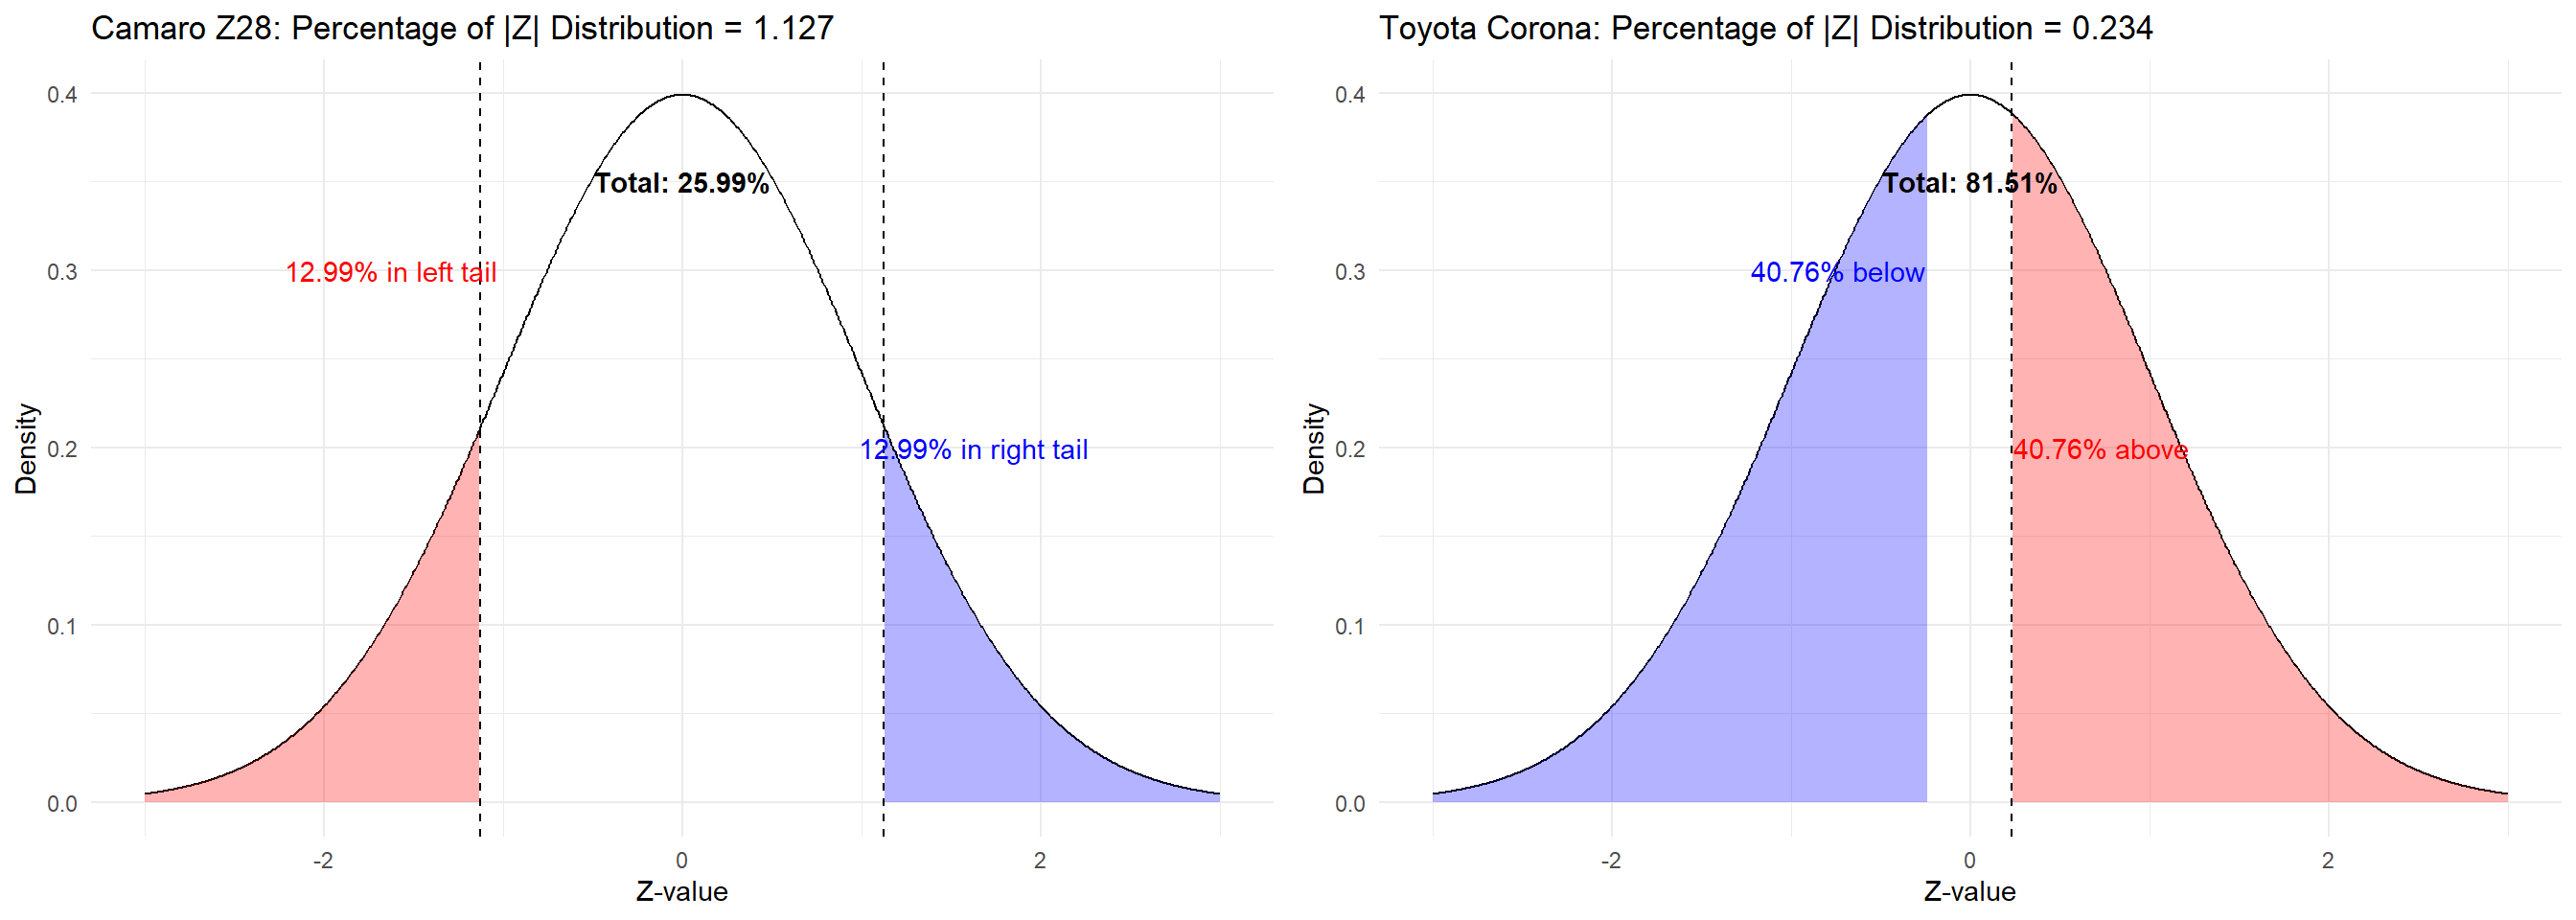 Camaro Z28: Percentage of |Z| Distribution = 1.127
0.4
Total: 25.99%
0.3
12.99% in left tail
Density
0.2
12.99% in right tail
0.1
0.0
-2
0
2
Z-value
Toyota Corona: Percentage of |Z| Distribution = 0.234
0.4
Total: 81.51%
0.3
40.76% below
Density
0.2
40.76% above
0.1
0.0
-2
0
2
Z-value